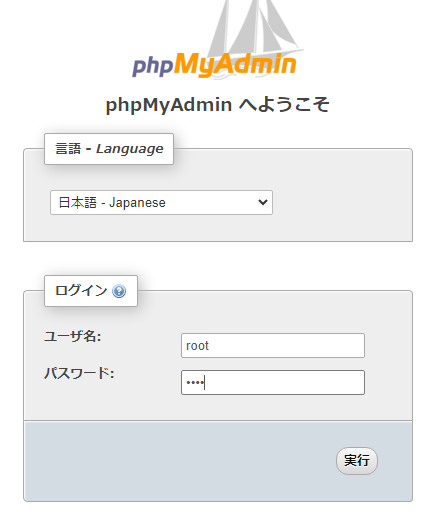 phpMyAdmin
phpMyAdmin へようこそ
言語 - Language
日本語 - Japanese
ログイン
ユーザ名:
root
パスワード:
••••
実行